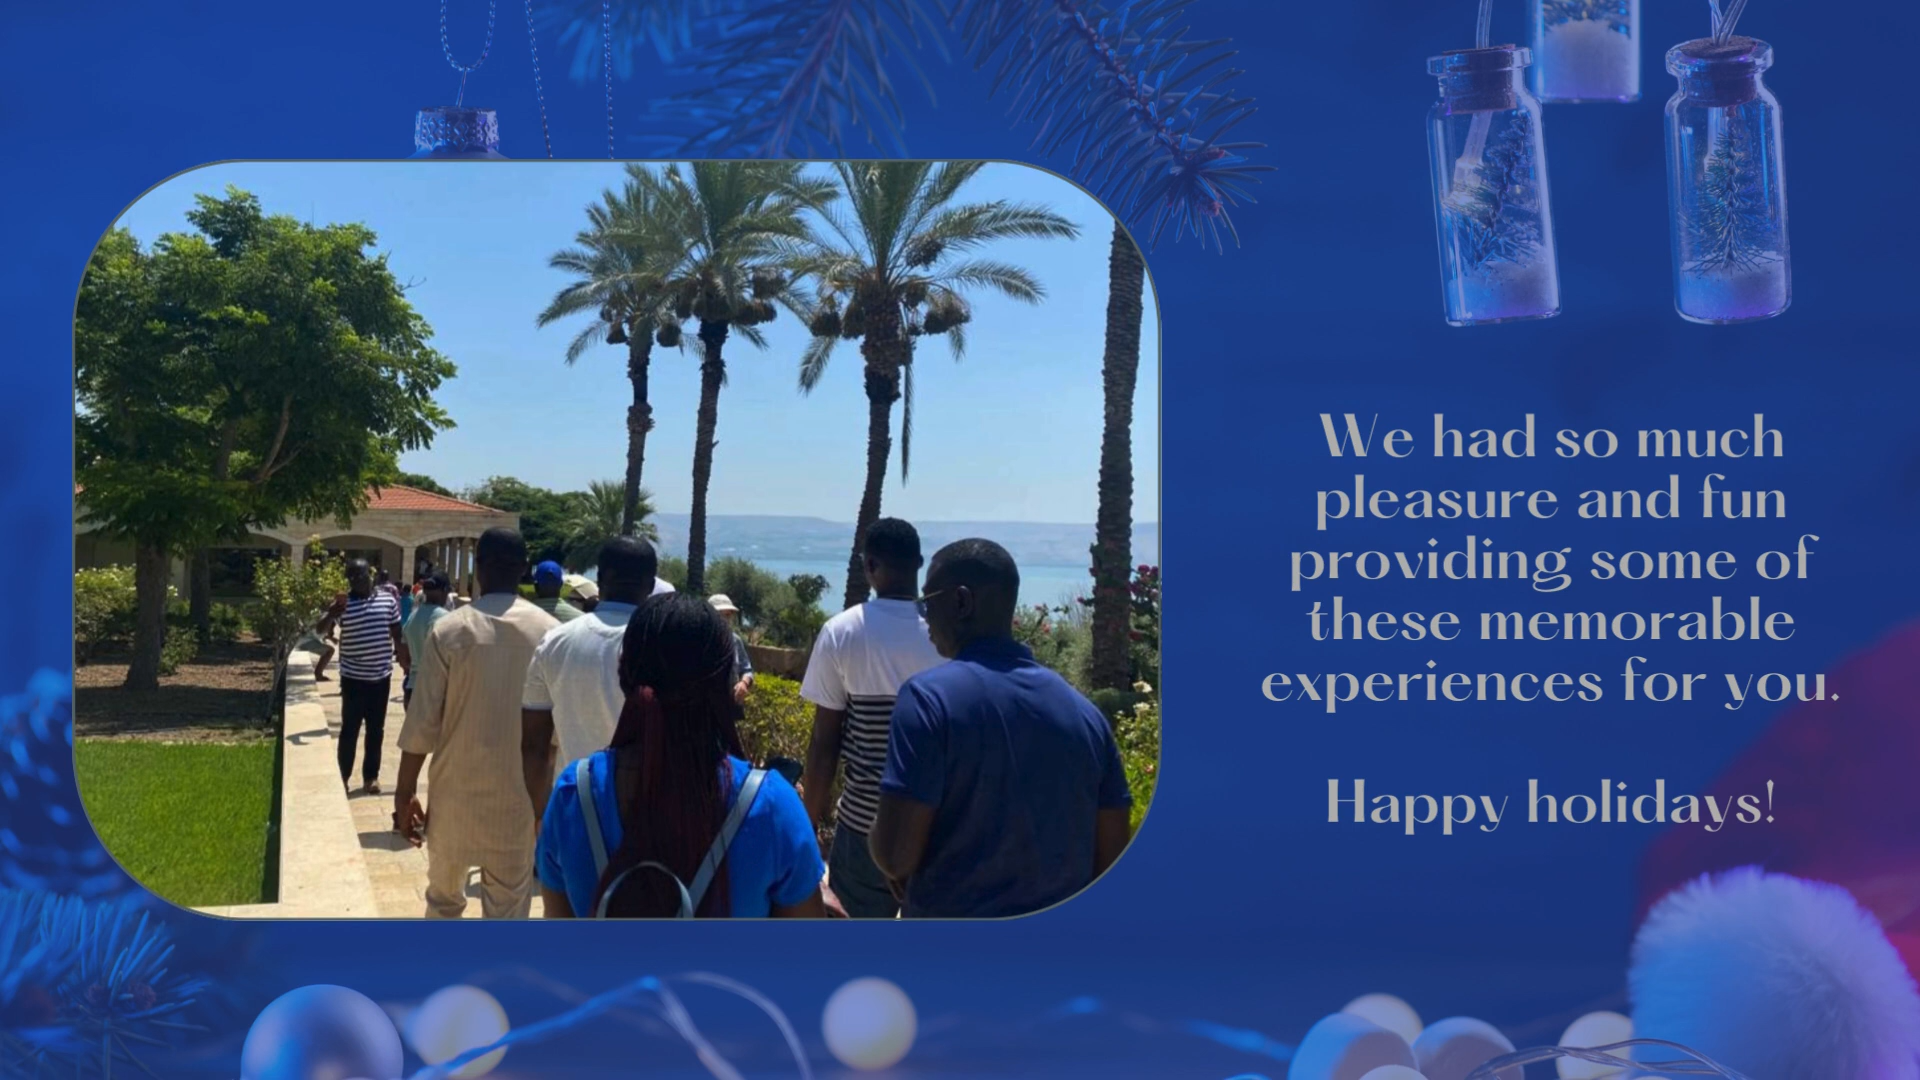 We had so much
pleasure and fun
providing some of
these memorable
experiences for you.
Happy holidays!